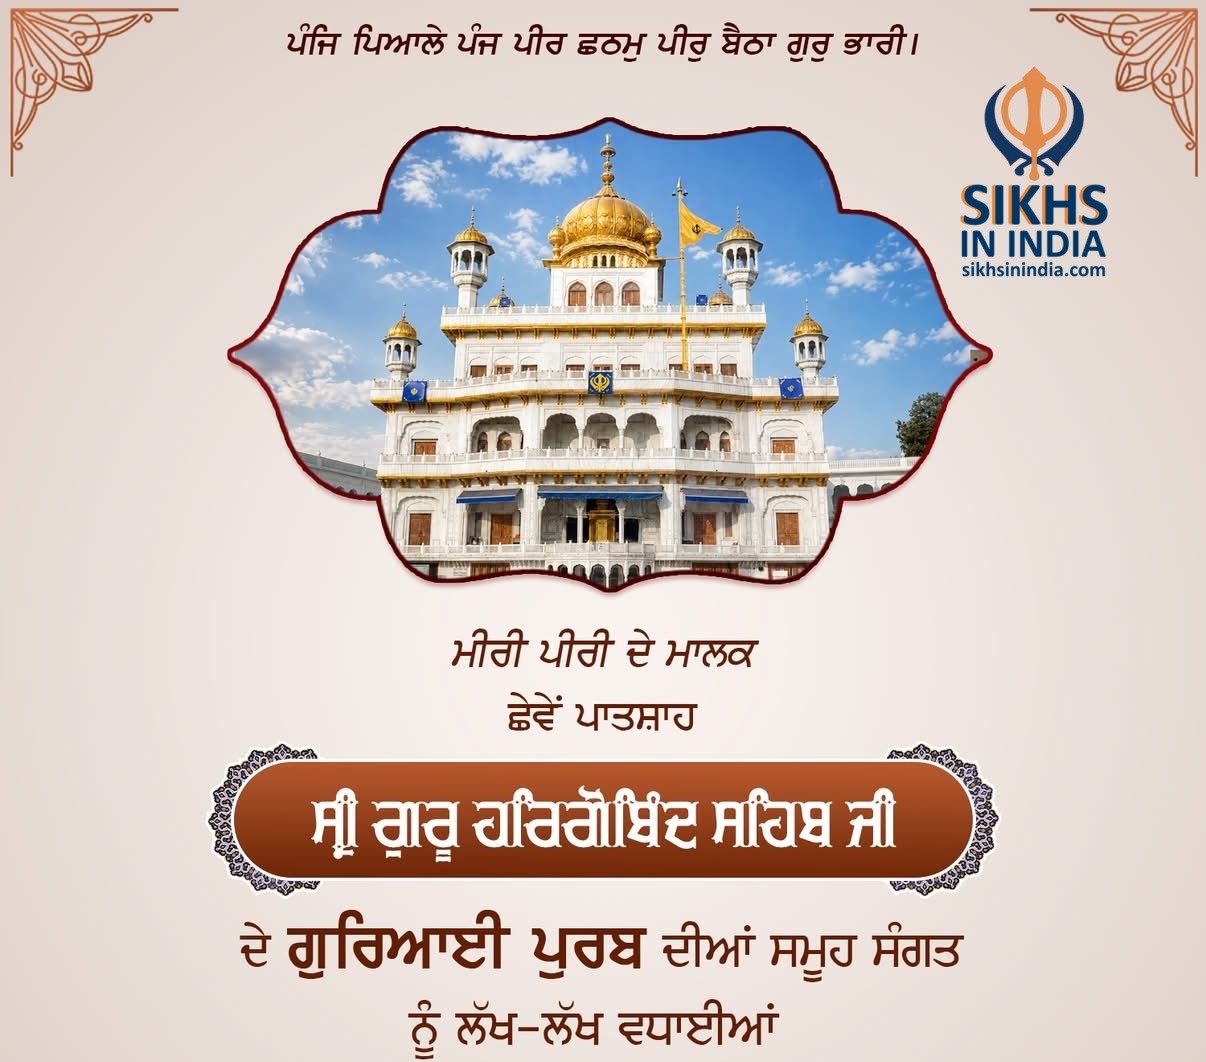 ਪੰਜਿ ਪਿਆਲੇ ਪੰਜ ਪੀਰ ਛਠਮੁ ਪੀਰੁ ਬੈਠਾ ਗੁਰੁ ਭਾਰੀ।
SIKHS
IN INDIA
sikhsinindia.com
ਮੀਰੀ ਪੀਰੀ ਦੇ ਮਾਲਕ
ਛੇਵੇਂ ਪਾਤਸ਼ਾਹ
ਸ੍ਰੀ ਗੁਰੂ ਹਰਿਗੋਬਿੰਦ ਸਾਹਿਬ ਜੀ
ਦੇ ਗੁਰਿਆਈ ਪੁਰਬ ਦੀਆਂ ਸਮੂਹ ਸੰਗਤ
ਨੂੰ ਲੱਖ-ਲੱਖ ਵਧਾਈਆਂ